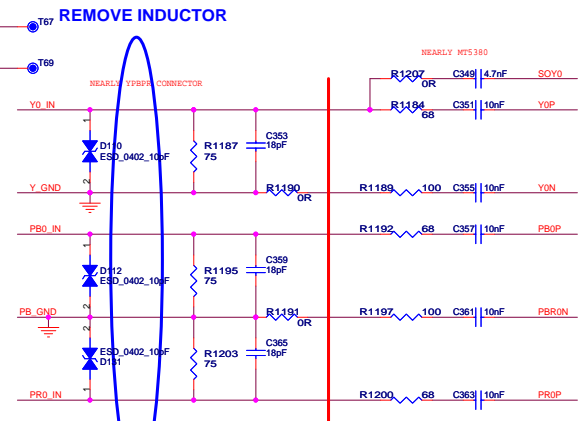 T67 REMOVE INDUCTOR
T69
NEARLY MT5380
NEARLY YPBPR CONNECTOR
R1207 0R C349 4.7nF SOY0
Y0_IN R1184 68 C351 10nF Y0P
1
D110 ESD_0402_10pF
R1187 75
C353 18pF
2
Y_GND R1190 0R R1189 100 C355 10nF Y0N
PB0_IN R1192 68 C357 10nF PB0P
1
D112 ESD_0402_10pF
R1195 75
C359 18pF
2
PB_GND R1191 0R R1197 100 C361 10nF PBR0N
2
ESD_0402_10pF D131
R1203 75
C365 18pF
1
PR0_IN R1200 68 C363 10nF PR0P